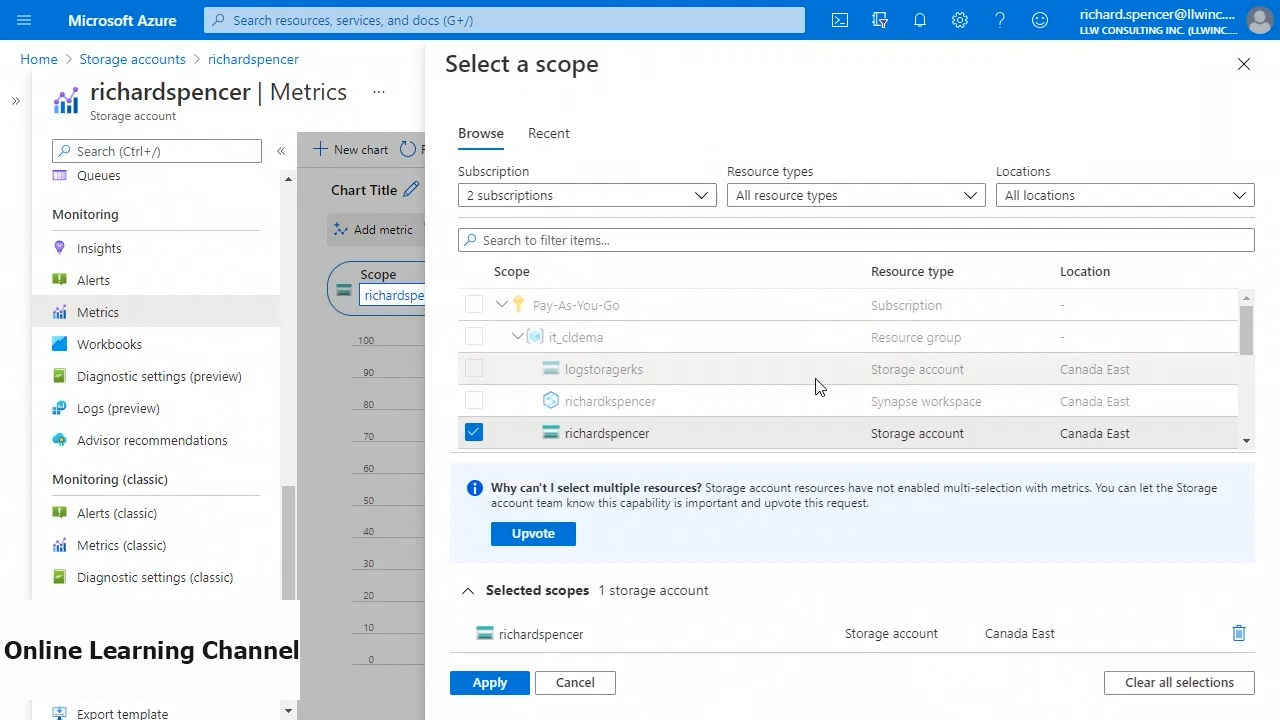 Microsoft Azure
Search resources, services, and docs (G+/)
richard.spencer@llwinc....
LLW CONSULTING INC. (LLWINC....
Home > Storage accounts > richardspencer
richardspencer | Metrics ...
Storage account
Search (Ctrl+/)
Queues
Monitoring
Insights
Alerts
Metrics
Workbooks
Diagnostic settings (preview)
Logs (preview)
Advisor recommendations
Monitoring (classic)
Alerts (classic)
Metrics (classic)
Diagnostic settings (classic)
Online Learning Channel
Export template
New chart
Chart Title
Add metric
Scope
richardspe
100
90
80
70
60
50
40
30
20
10
0
Select a scope
Browse Recent
Subscription Resource types Locations
2 subscriptions All resource types All locations
Search to filter items...
Scope Resource type Location
Pay-As-You-Go Subscription -
it_cldema Resource group -
logstoragerks Storage account Canada East
richardkspencer Synapse workspace Canada East
richardspencer Storage account Canada East
Why can't I select multiple resources? Storage account resources have not enabled multi-selection with metrics. You can let the Storage
account team know this capability is important and upvote this request.
Upvote
Selected scopes 1 storage account
richardspencer Storage account Canada East
Apply Cancel Clear all selections